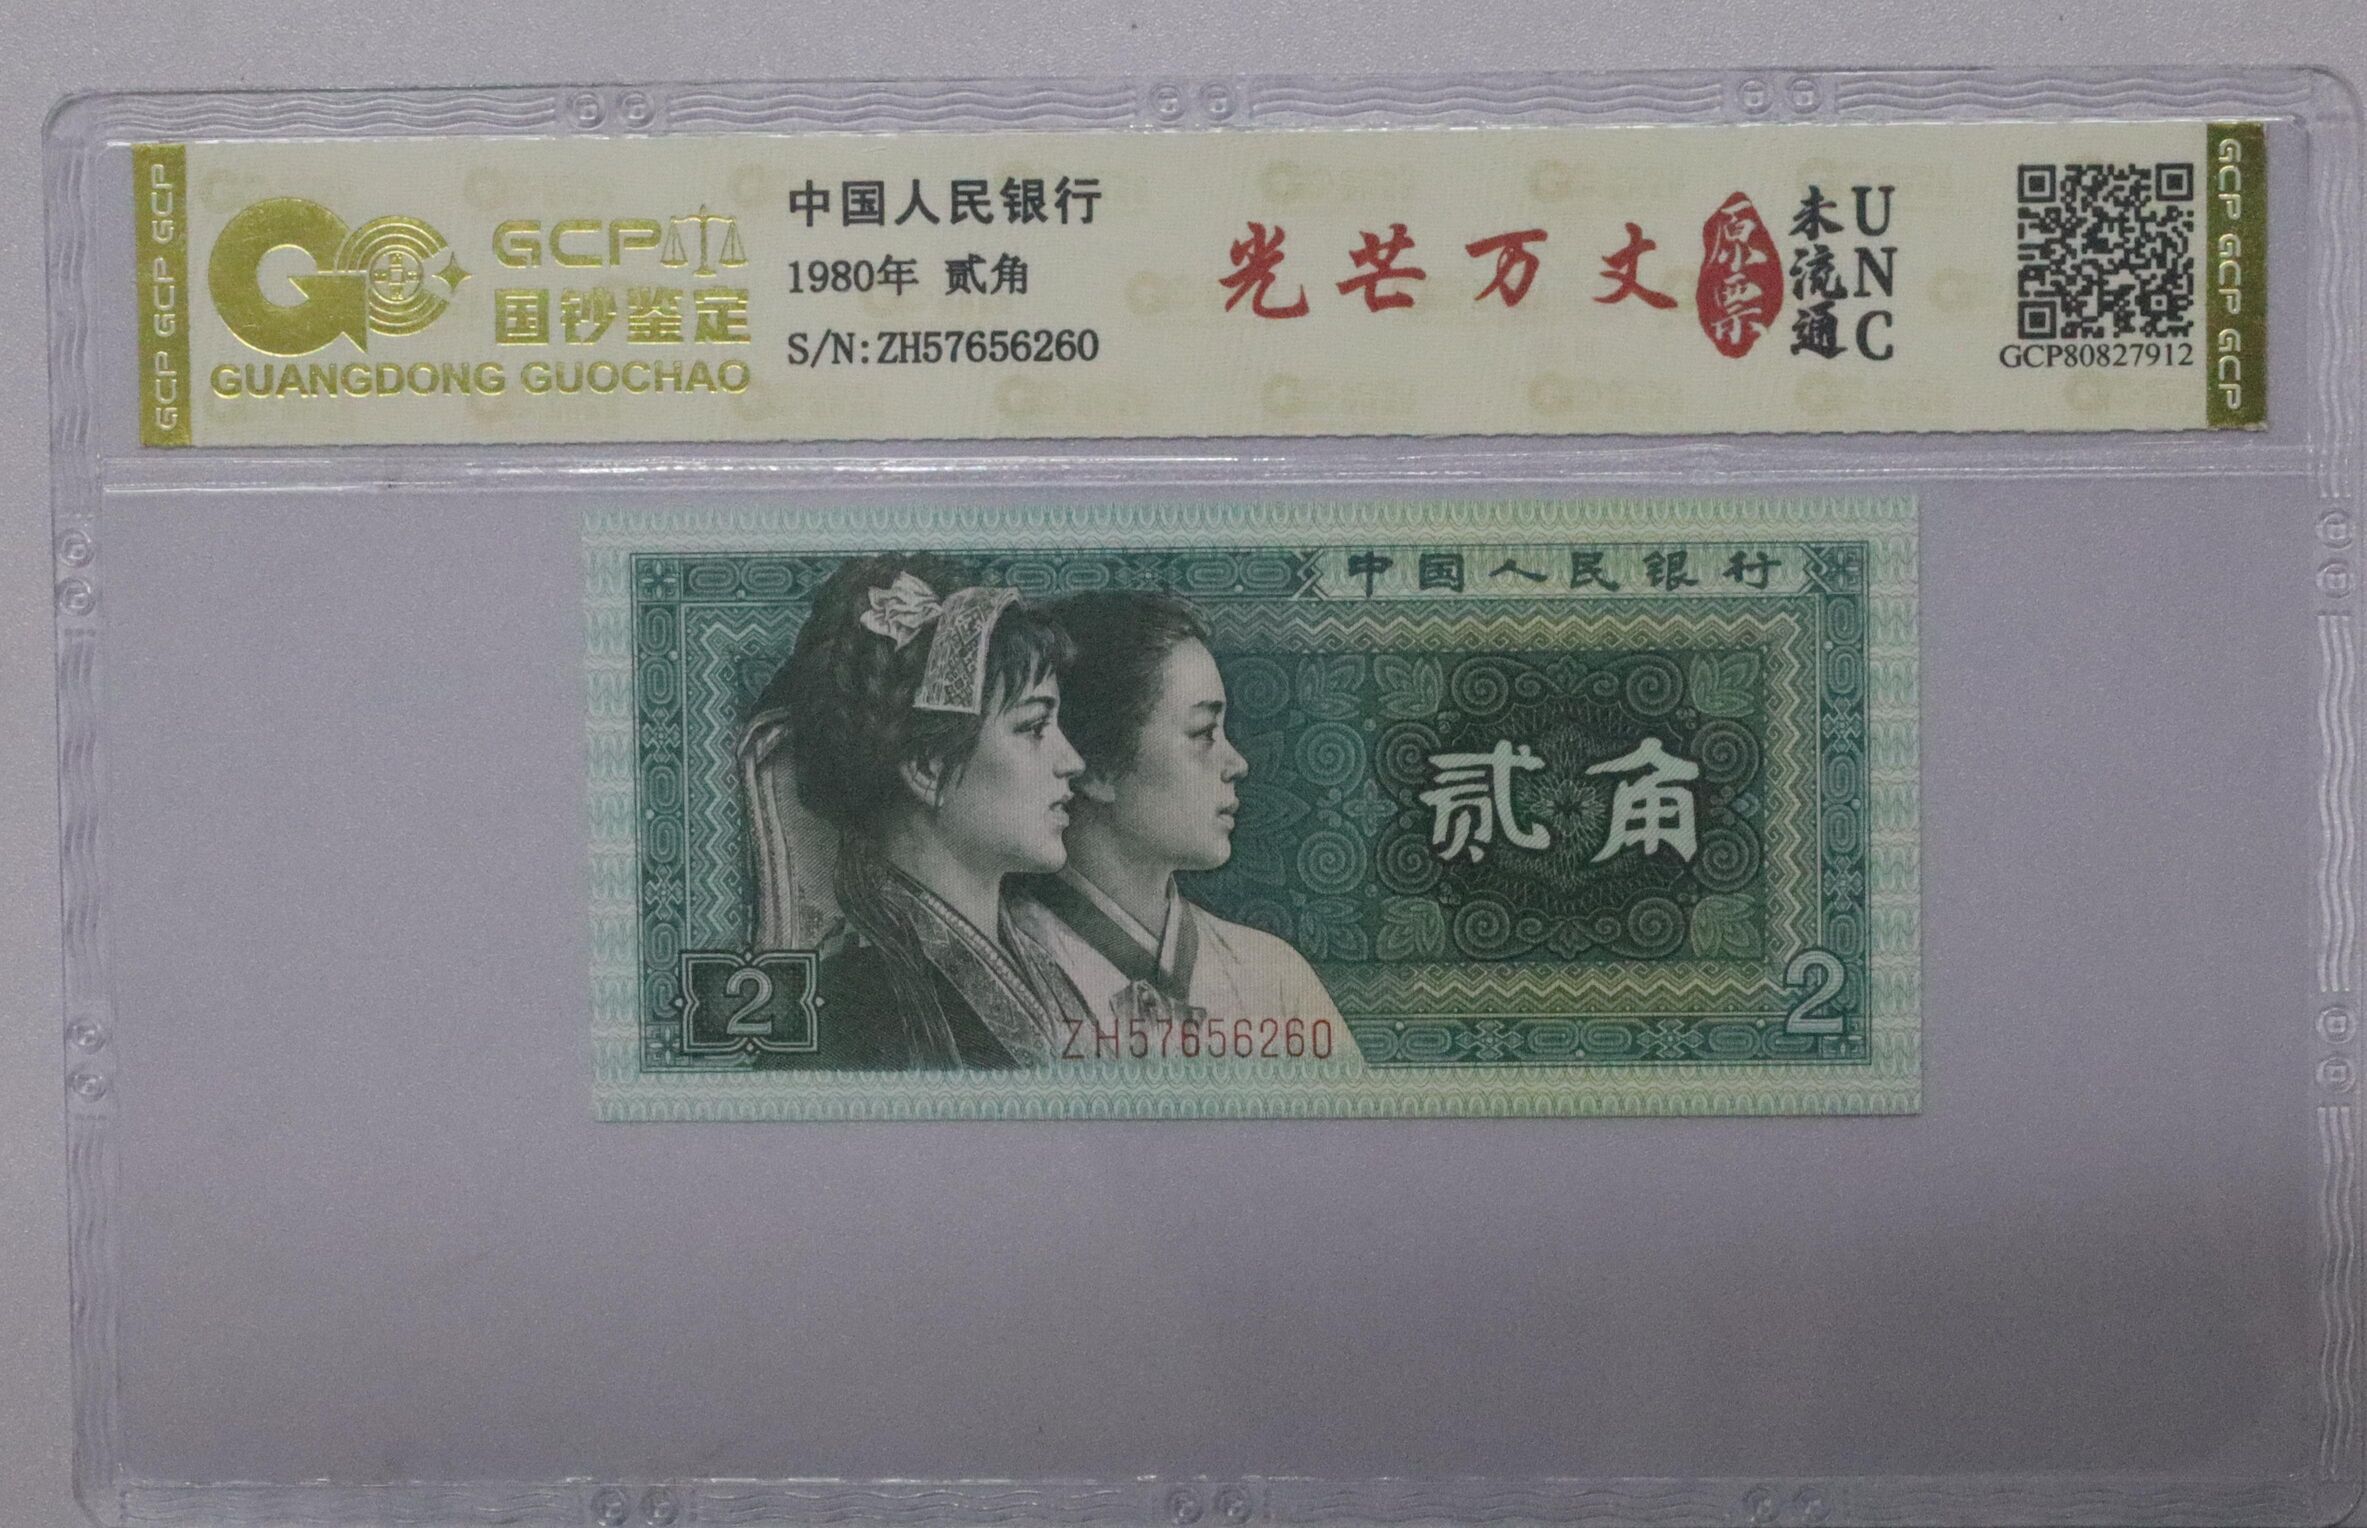 GCP GCP GCP
GCP
国钞鉴定
GUANGDONG GUOCHAO
中国人民银行
1980年 贰角
S/N:ZH57656260
光芒万丈
原票
未流通
UNC
GCP80827912
GCP GCP GCP
中国人民银行
贰角
2
2
ZH57656260